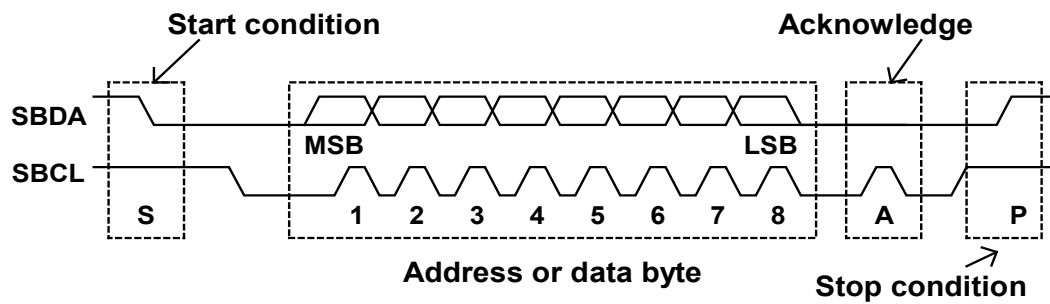 Start condition
Acknowledge
SBDA
MSB
LSB
SBCL
S
1 2 3 4 5 6 7 8
A
P
Address or data byte
Stop condition